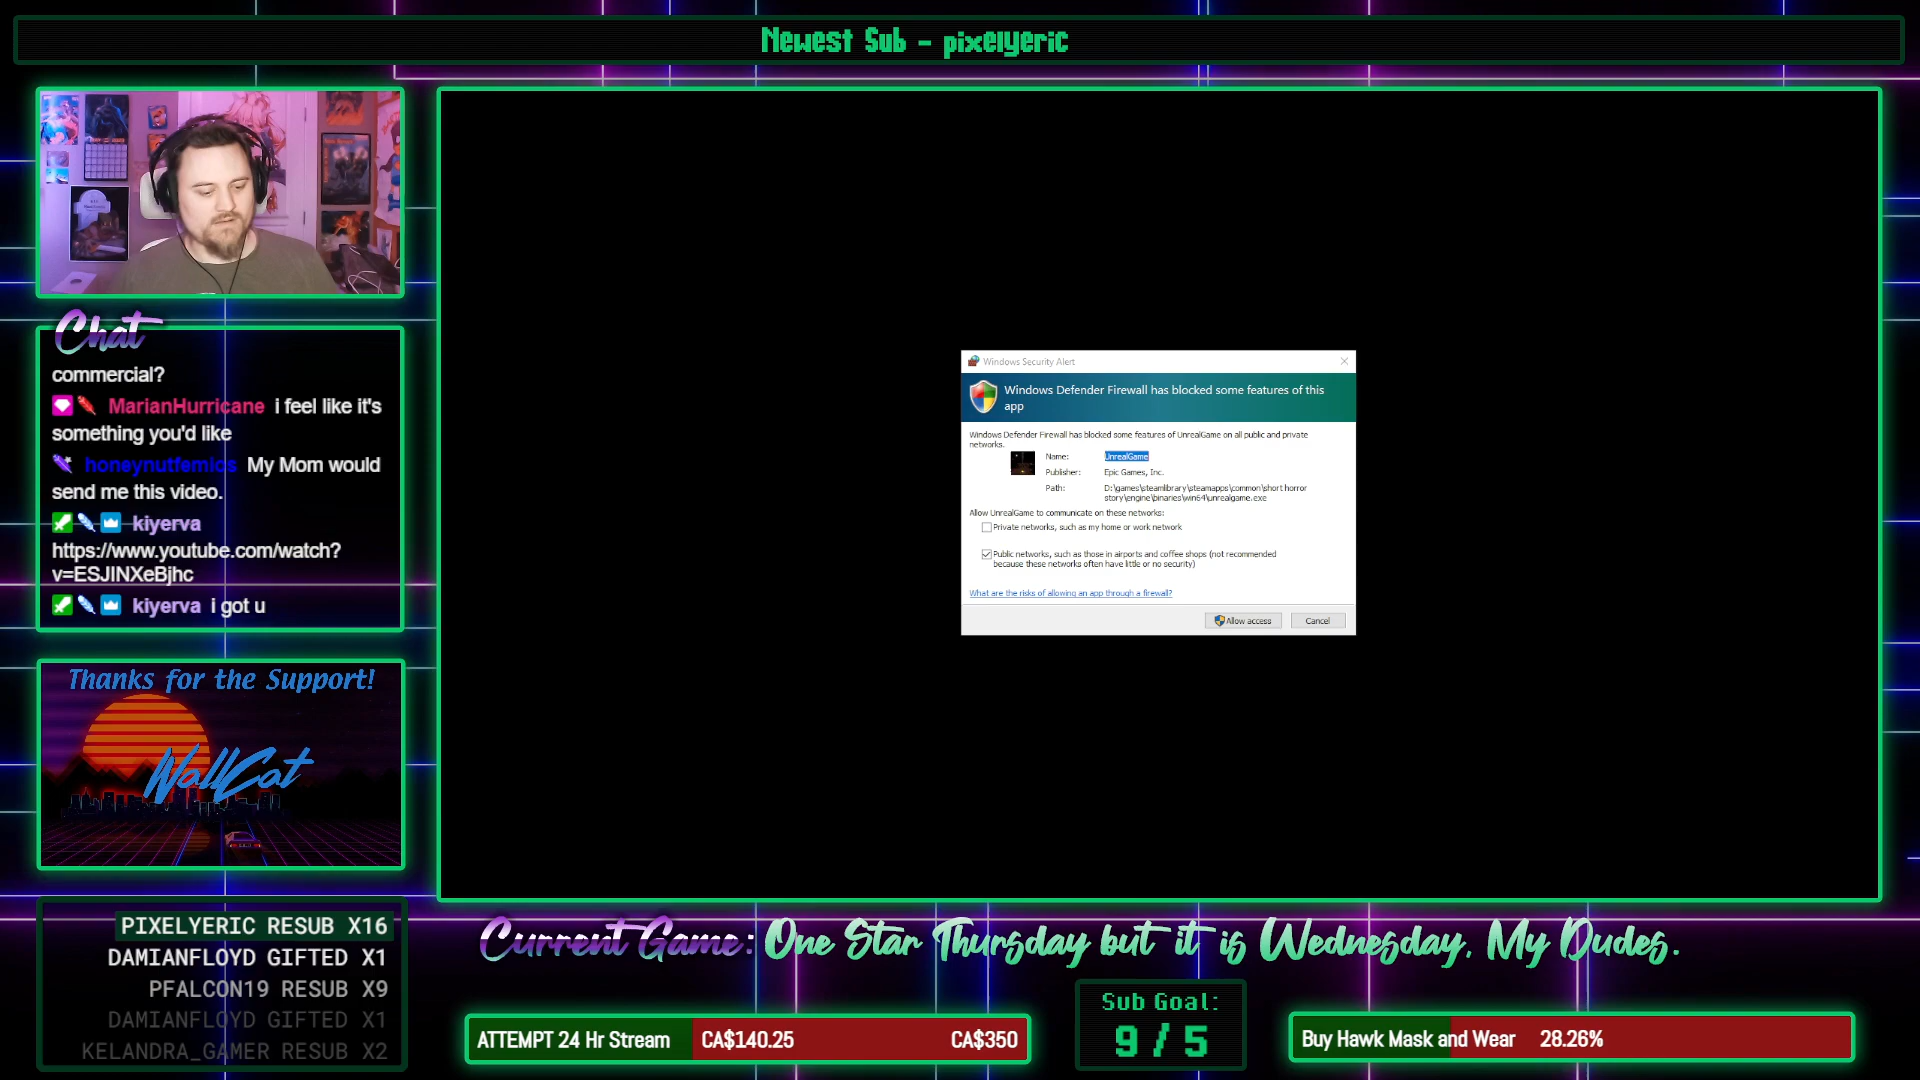 Newest Sub - pixelyeric
Chat
commercial?
MarianHurricane i feel like it's
something you'd like
honeynutfemios My Mom would
send me this video.
kiyerva
https://www.youtube.com/watch?
v=ESJINXeBjhc
kiyerva i got u
Thanks for the Support!
WallCat
PIXELYERIC RESUB X16
DAMIANFLOYD GIFTED X1
PFALCON19 RESUB X9
DAMIANFLOYD GIFTED X1
KELANDRA_GAMER RESUB X2
Windows Security Alert
Windows Defender Firewall has blocked some features of this
app
Windows Defender Firewall has blocked some features of UnrealGame on all public and private
networks.
Name: UnrealGame
Publisher: Epic Games, Inc.
Path: D:\games\steamlibrary\steamapps\common\short horror
story\engine\binaries\win64\unrealgame.exe
Allow UnrealGame to communicate on these networks:
Private networks, such as my home or work network
Public networks, such as those in airports and coffee shops (not recommended
because these networks often have little or no security)
What are the risks of allowing an app through a firewall?
Allow access Cancel
Current Game: One Star Thursday but it is Wednesday, My Dudes.
ATTEMPT 24 Hr Stream CA$140.25 CA$350
Sub Goal:
9 / 5
Buy Hawk Mask and Wear 28.26%